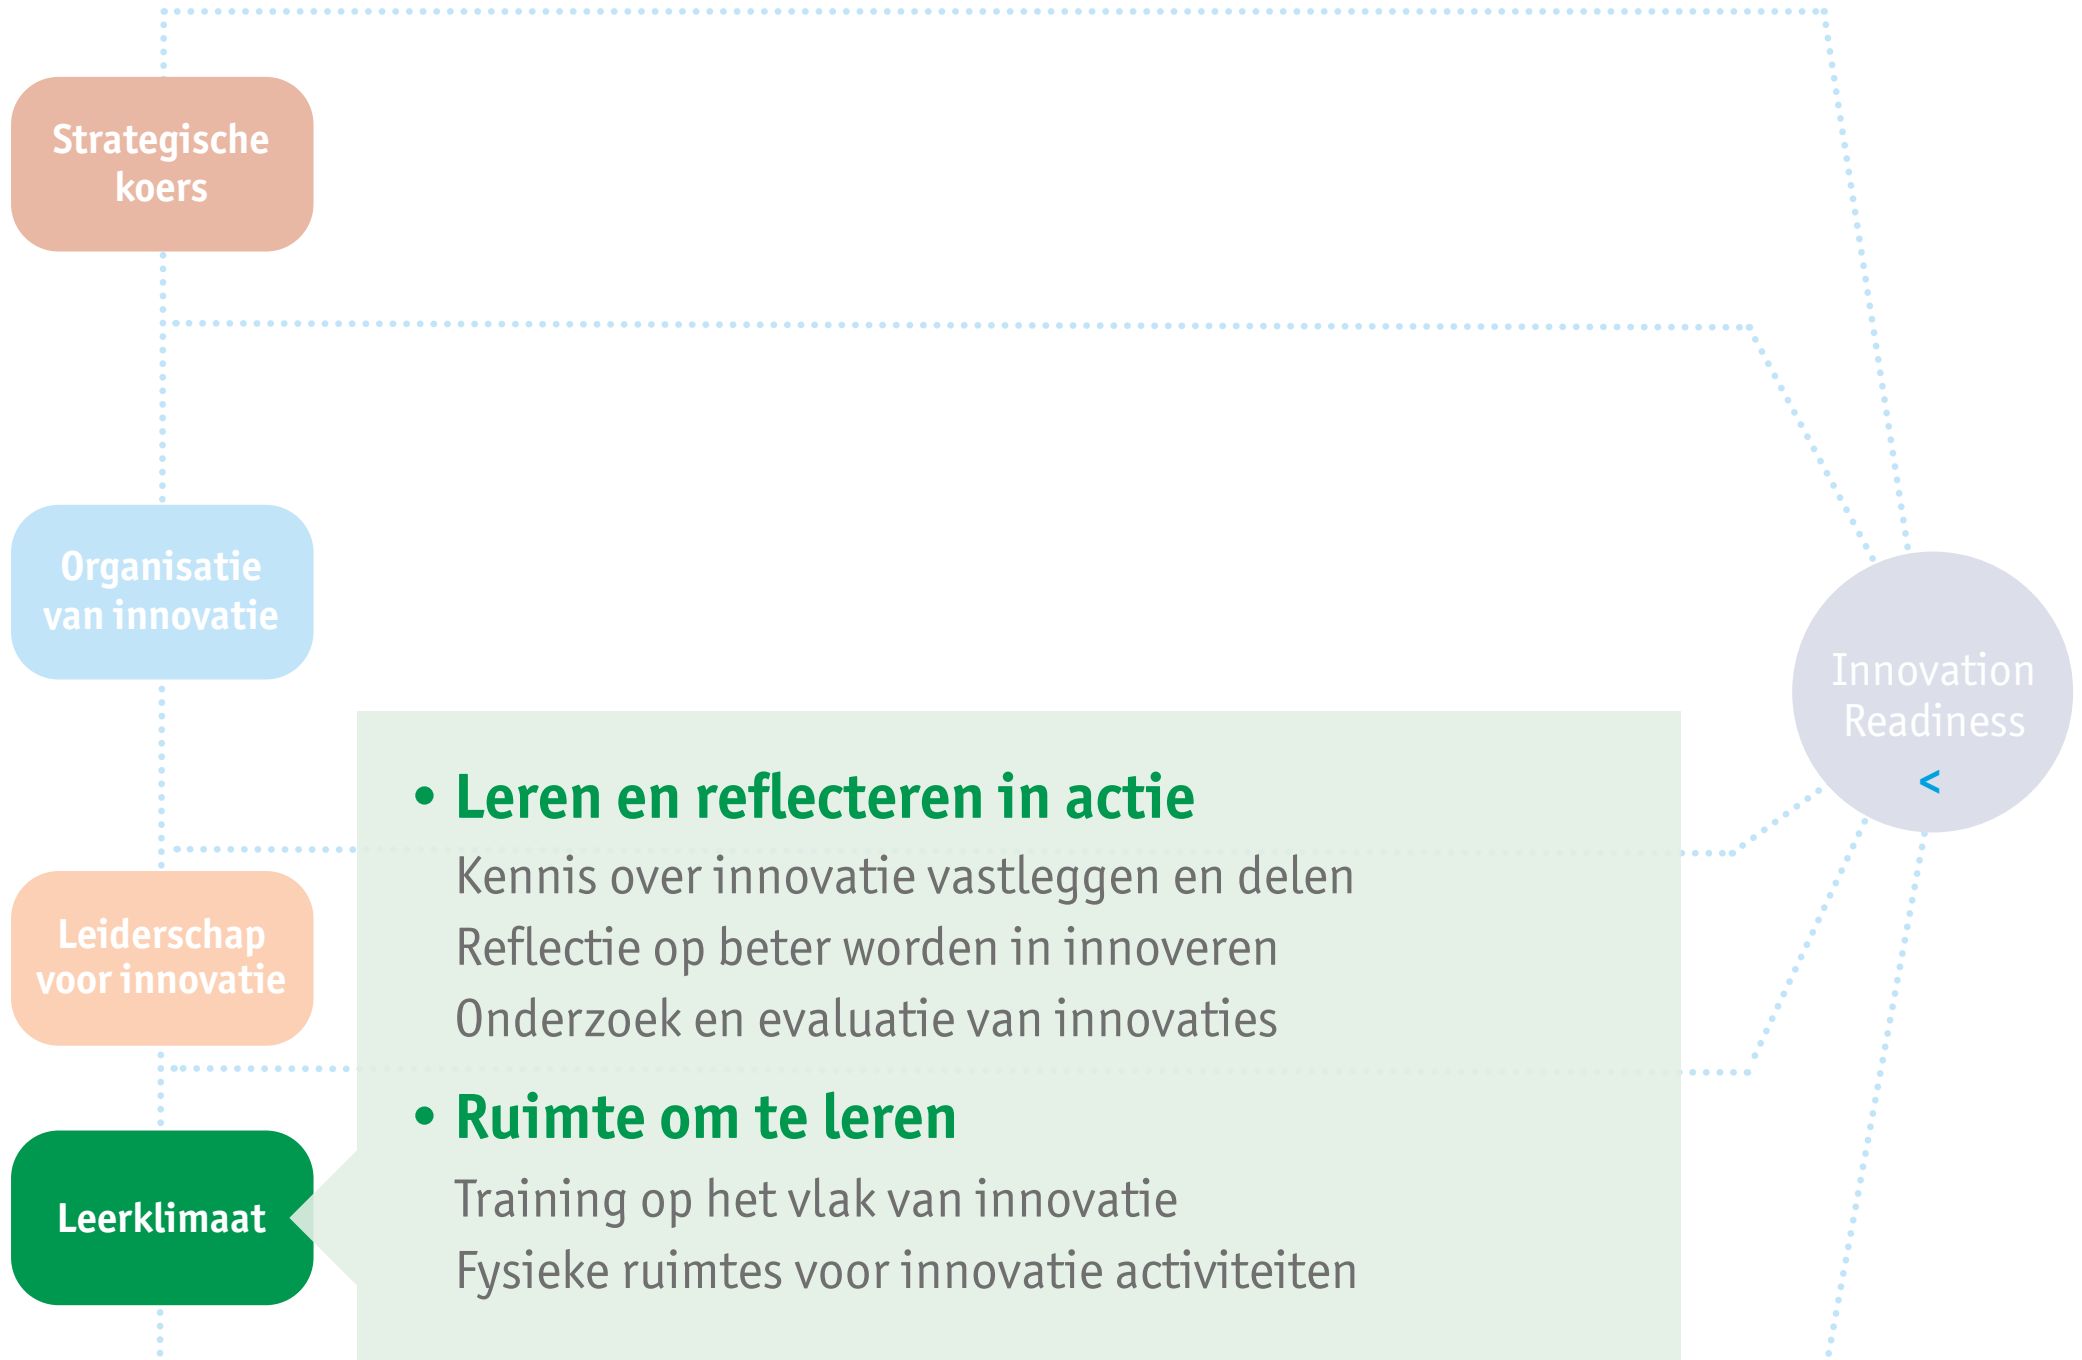 Strategische
koers
Organisatie
van innovatie
Leiderschap
voor innovatie
Leerklimaat
• Leren en reflecteren in actie
Kennis over innovatie vastleggen en delen
Reflectie op beter worden in innoveren
Onderzoek en evaluatie van innovaties
• Ruimte om te leren
Training op het vlak van innovatie
Fysieke ruimtes voor innovatie activiteiten
Innovation
Readiness
<